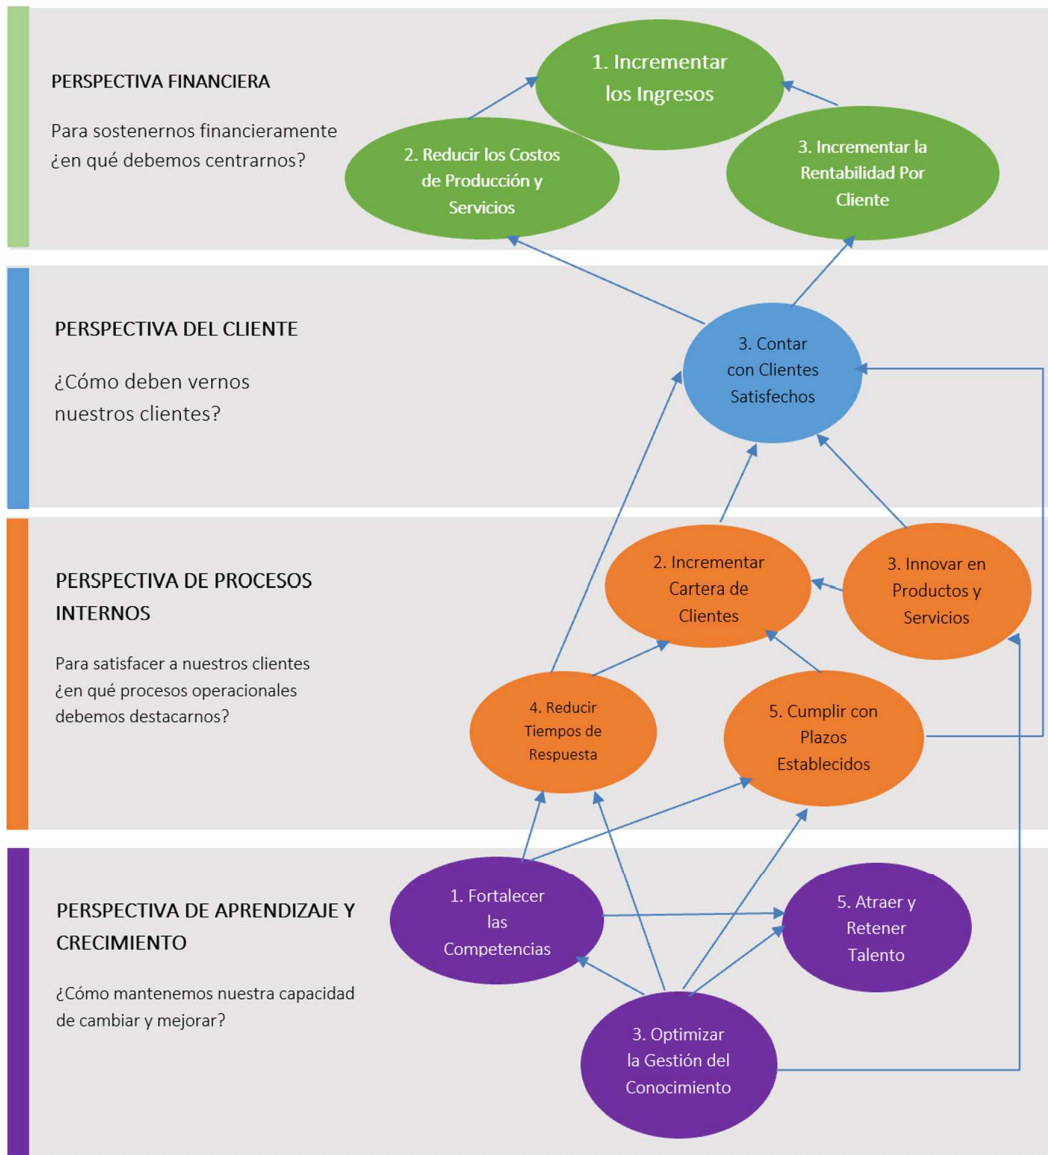 PERSPECTIVA FINANCIERA
Para sostenernos financieramente
¿en qué debemos centrarnos?
1. Incrementar
los Ingresos
2. Reducir los Costos
de Producción y
Servicios
3. Incrementar la
Rentabilidad Por
Cliente
PERSPECTIVA DEL CLIENTE
¿Cómo deben vernos
nuestros clientes?
3. Contar
con Clientes
Satisfechos
PERSPECTIVA DE PROCESOS
INTERNOS
Para satisfacer a nuestros clientes
¿en qué procesos operacionales
debemos destacarnos?
2. Incrementar
Cartera de
Clientes
3. Innovar en
Productos y
Servicios
4. Reducir
Tiempos de
Respuesta
5. Cumplir con
Plazos
Establecidos
PERSPECTIVA DE APRENDIZAJE Y
CRECIMIENTO
¿Cómo mantenemos nuestra capacidad
de cambiar y mejorar?
1. Fortalecer
las
Competencias
5. Atraer y
Retener
Talento
3. Optimizar
la Gestión del
Conocimiento